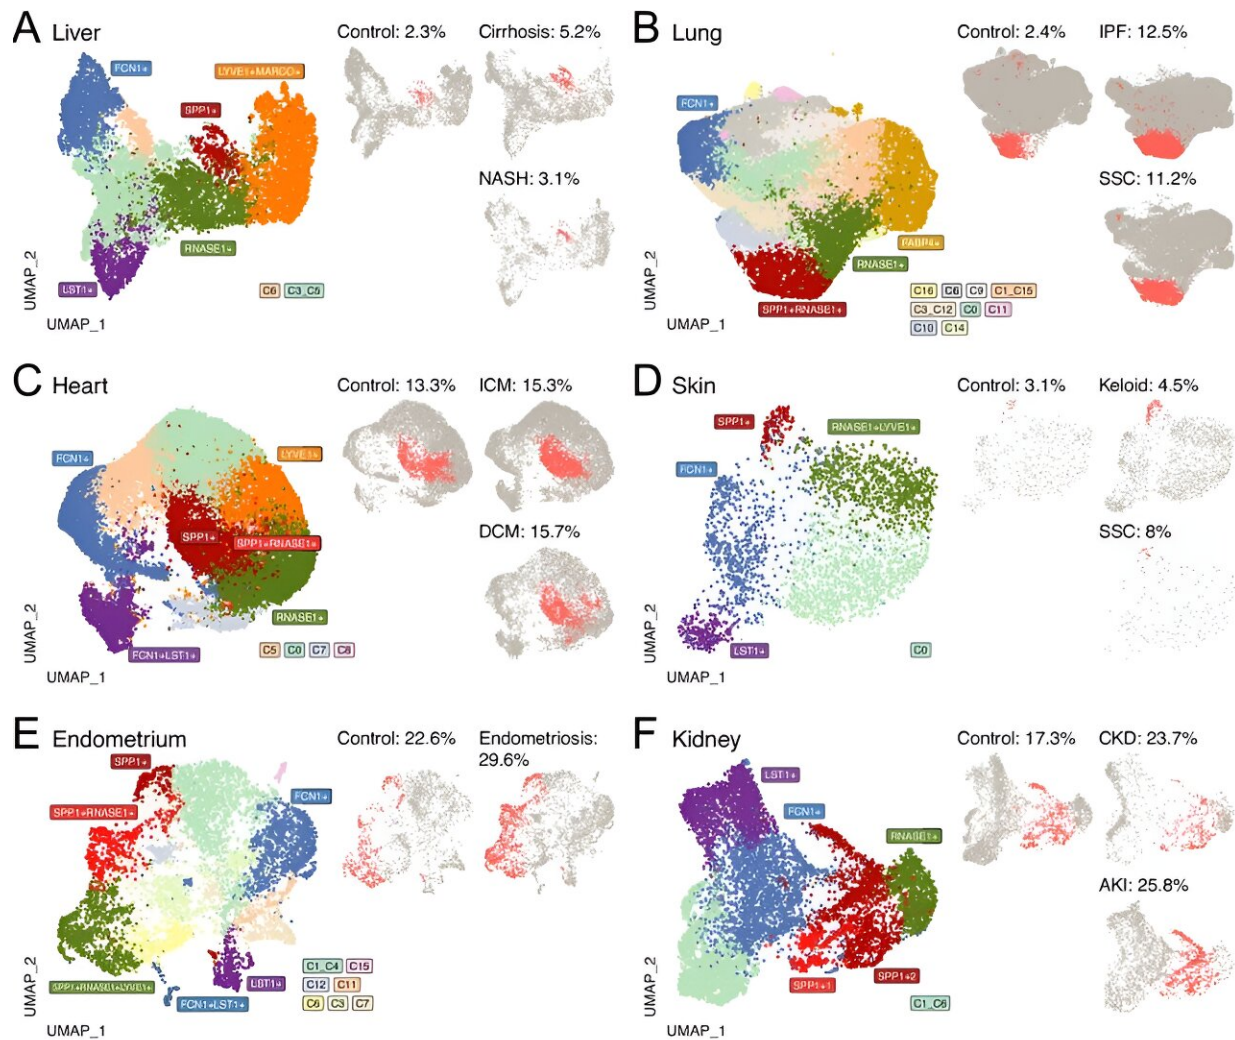 A Liver
Control: 2.3%
Cirrhosis: 5.2%
FCN1+
LYVE1+MARCO+
SPP1+
NASH: 3.1%
RNASE1+
LST1+
C6 C3_C5
UMAP_2
UMAP_1
B Lung
Control: 2.4%
IPF: 12.5%
FCN1+
SSC: 11.2%
FABP4+
RNASE1+
SPP1+RNASE1+
C16 C6 C9 C1_C15
C3_C12 C0 C11
C10 C14
UMAP_2
UMAP_1
C Heart
Control: 13.3%
ICM: 15.3%
FCN1+
LYVE1+
SPP1+
SPP1+RNASE1+
DCM: 15.7%
RNASE1+
FCN1+LST1+
C5 C0 C7 C8
UMAP_2
UMAP_1
D Skin
Control: 3.1%
Keloid: 4.5%
SPP1+
RNASE1+LYVE1+
FCN1+
SSC: 8%
LST1+
C0
UMAP_2
UMAP_1
E Endometrium
Control: 22.6%
Endometriosis:
29.6%
SPP1+
FCN1+
SPP1+RNASE1+
SPP1+RNASE1+LYVE1+
LST1+
FCN1+LST1+
C1_C4 C15
C12 C11
C6 C3 C7
UMAP_2
UMAP_1
F Kidney
Control: 17.3%
CKD: 23.7%
LST1+
FCN1+
RNASE1+
AKI: 25.8%
SPP1+2
SPP1+1
C1_C6
UMAP_2
UMAP_1